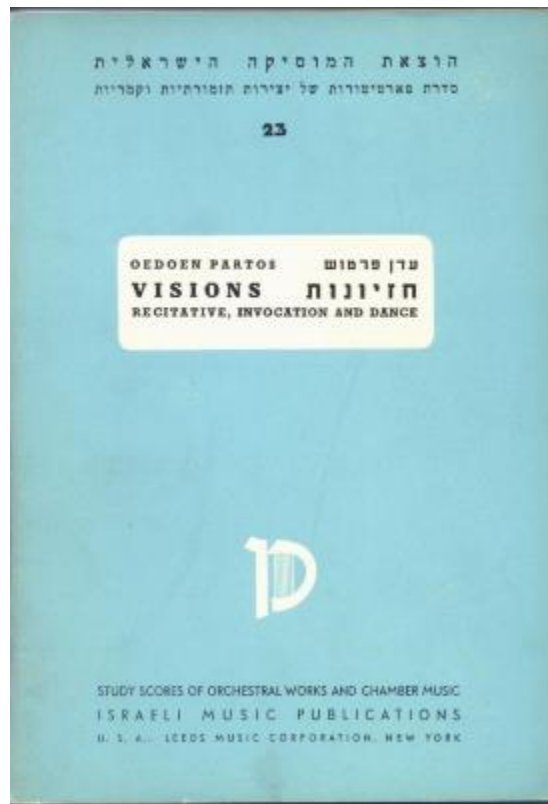 הוצאת המוסיקה הישראלית
סדרת פארטיטורות של יצירות תזמורתיות וקמריות
23
OEDOEN PARTOS עדן פרטוש
VISIONS חזיונות
RECITATIVE, INVOCATION AND DANCE
STUDY SCORES OF ORCHESTRAL WORKS AND CHAMBER MUSIC
ISRAELI MUSIC PUBLICATIONS
U. S. A.: LEEDS MUSIC CORPORATION, NEW YORK